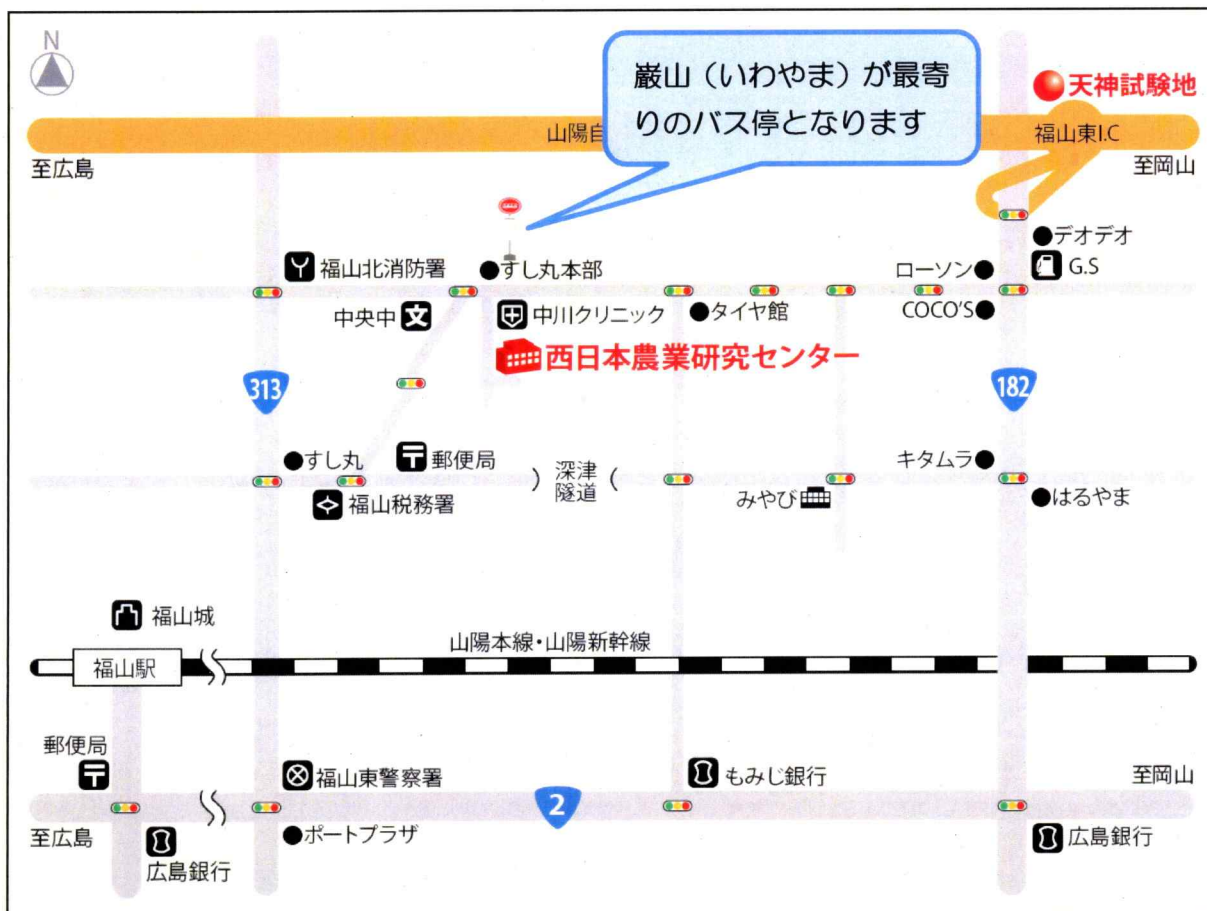 N
巌山（いわやま）が最寄
りのバス停となります
天神試験地
山陽自
福山東I.C
至広島
至岡山
デオデオ
福山北消防署
すし丸本部
ローソン
G.S
中央中
文
中川クリニック
タイヤ館
COCO'S
西日本農業研究センター
313
182
すし丸
郵便局
深津
隧道
キタムラ
福山税務署
みやび
はるやま
福山城
山陽本線・山陽新幹線
福山駅
郵便局
福山東警察署
もみじ銀行
至岡山
2
至広島
ポートプラザ
広島銀行
広島銀行